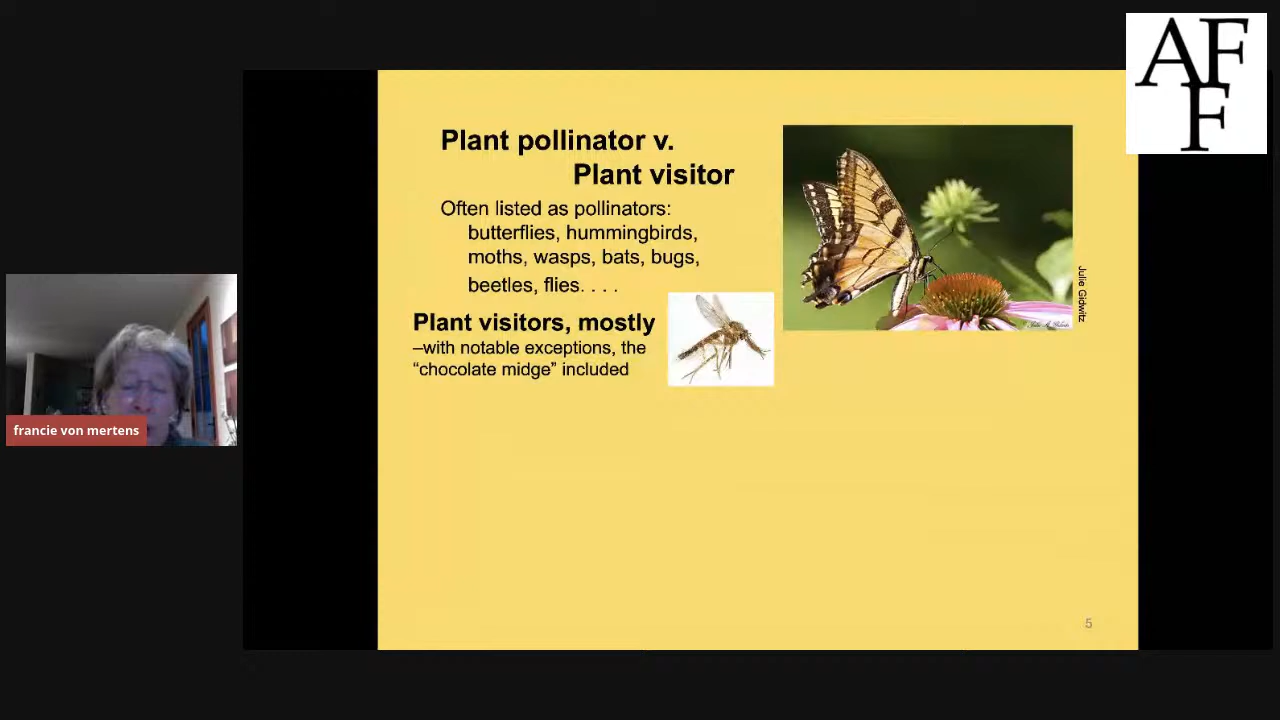 A F
F
Plant pollinator v.
Plant visitor
Often listed as pollinators:
butterflies, hummingbirds,
moths, wasps, bats, bugs,
beetles, flies. . . .
Plant visitors, mostly
–with notable exceptions, the
“chocolate midge” included
Julie Gidwitz
francie von mertens
5